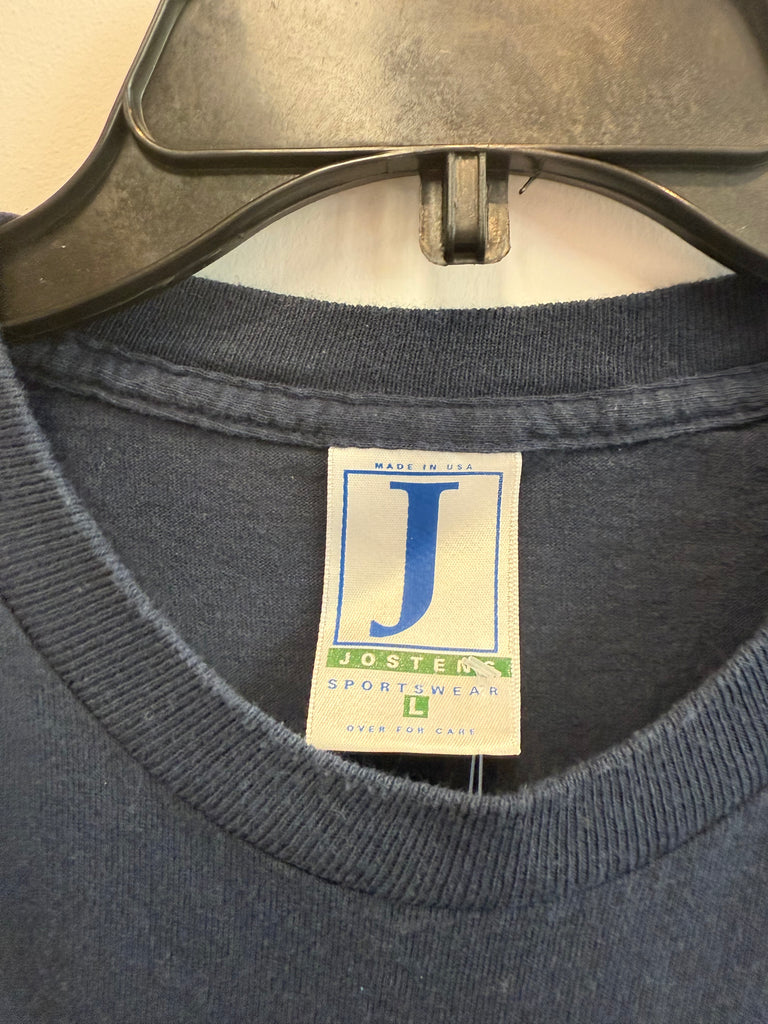 MADE IN USA
J
JOSTENS
SPORTSWEAR
L
OVER FOR CARE